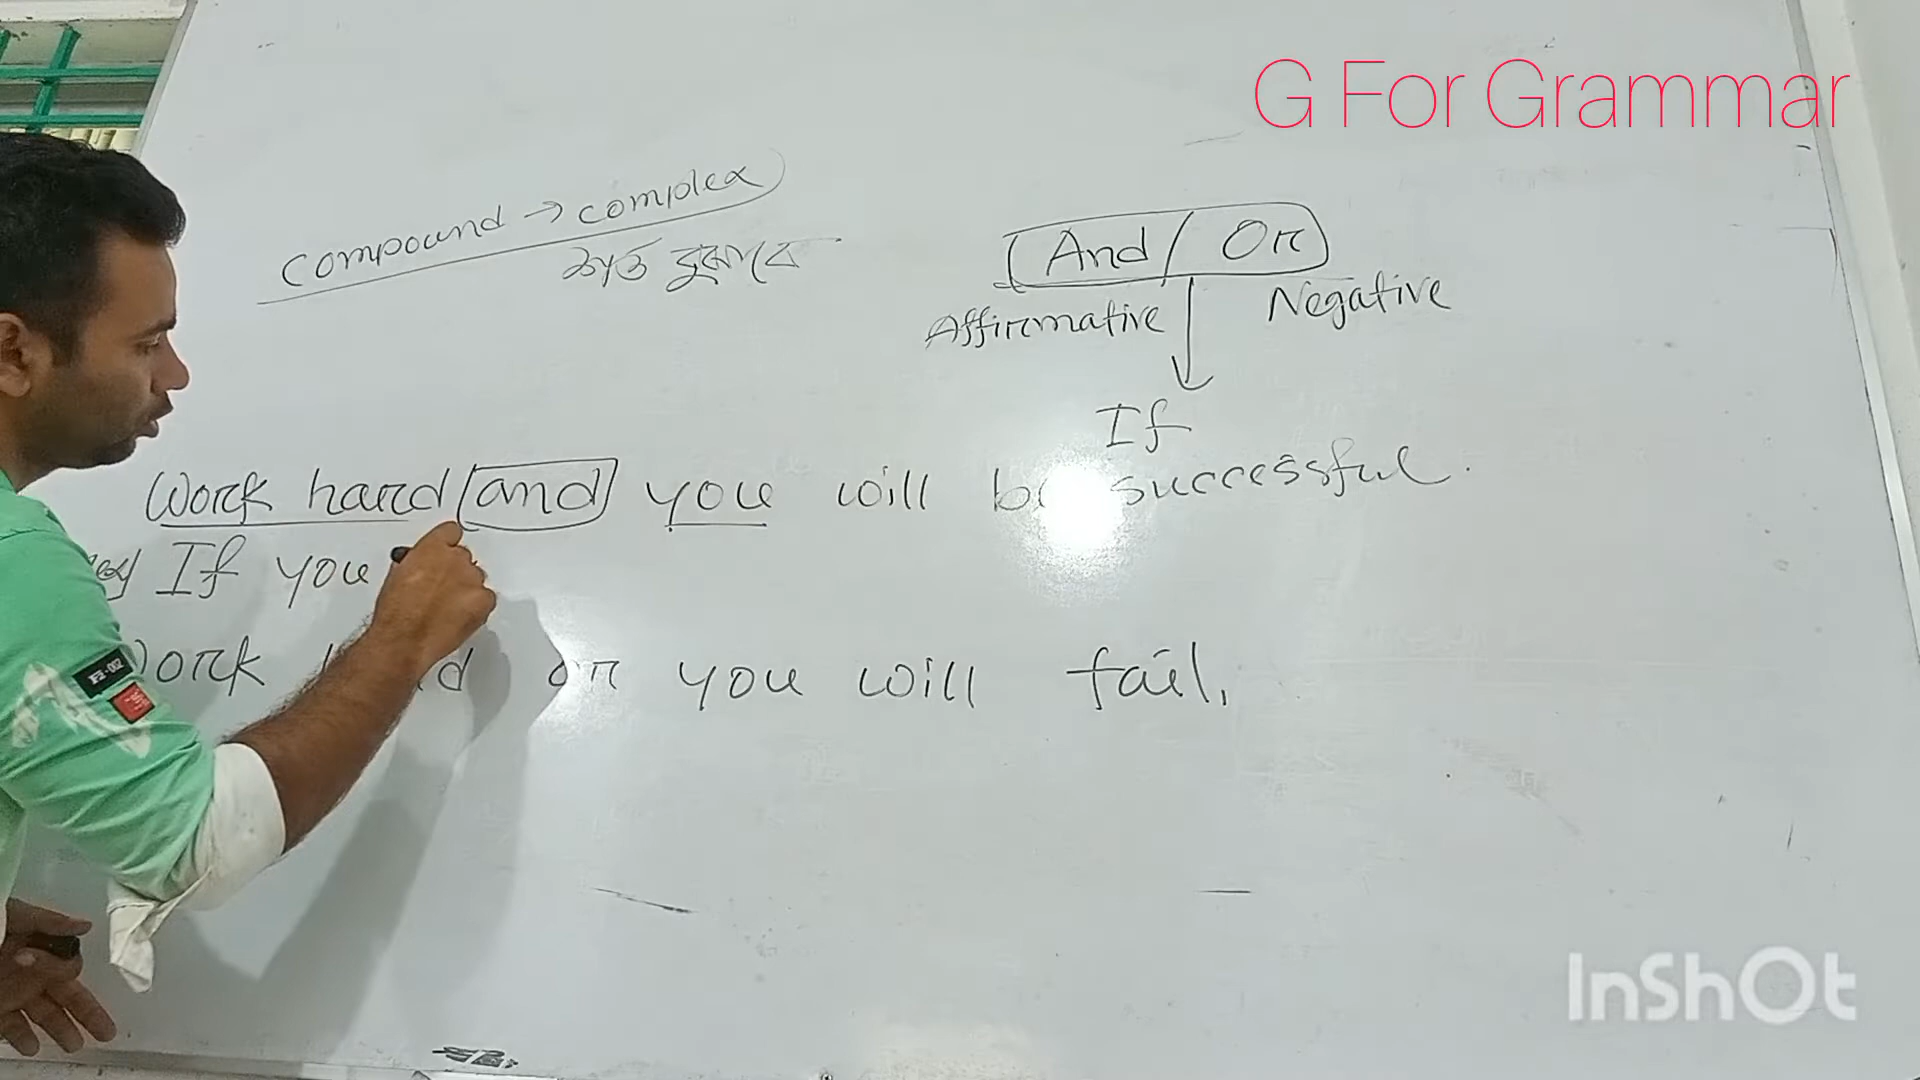 G For Grammar
compound → complex
শর্ত বুঝাবে
And / Or
Affirmative
Negative
If
Work hard and you will be successful.
If you
Work hard or you will fail.
InShOt